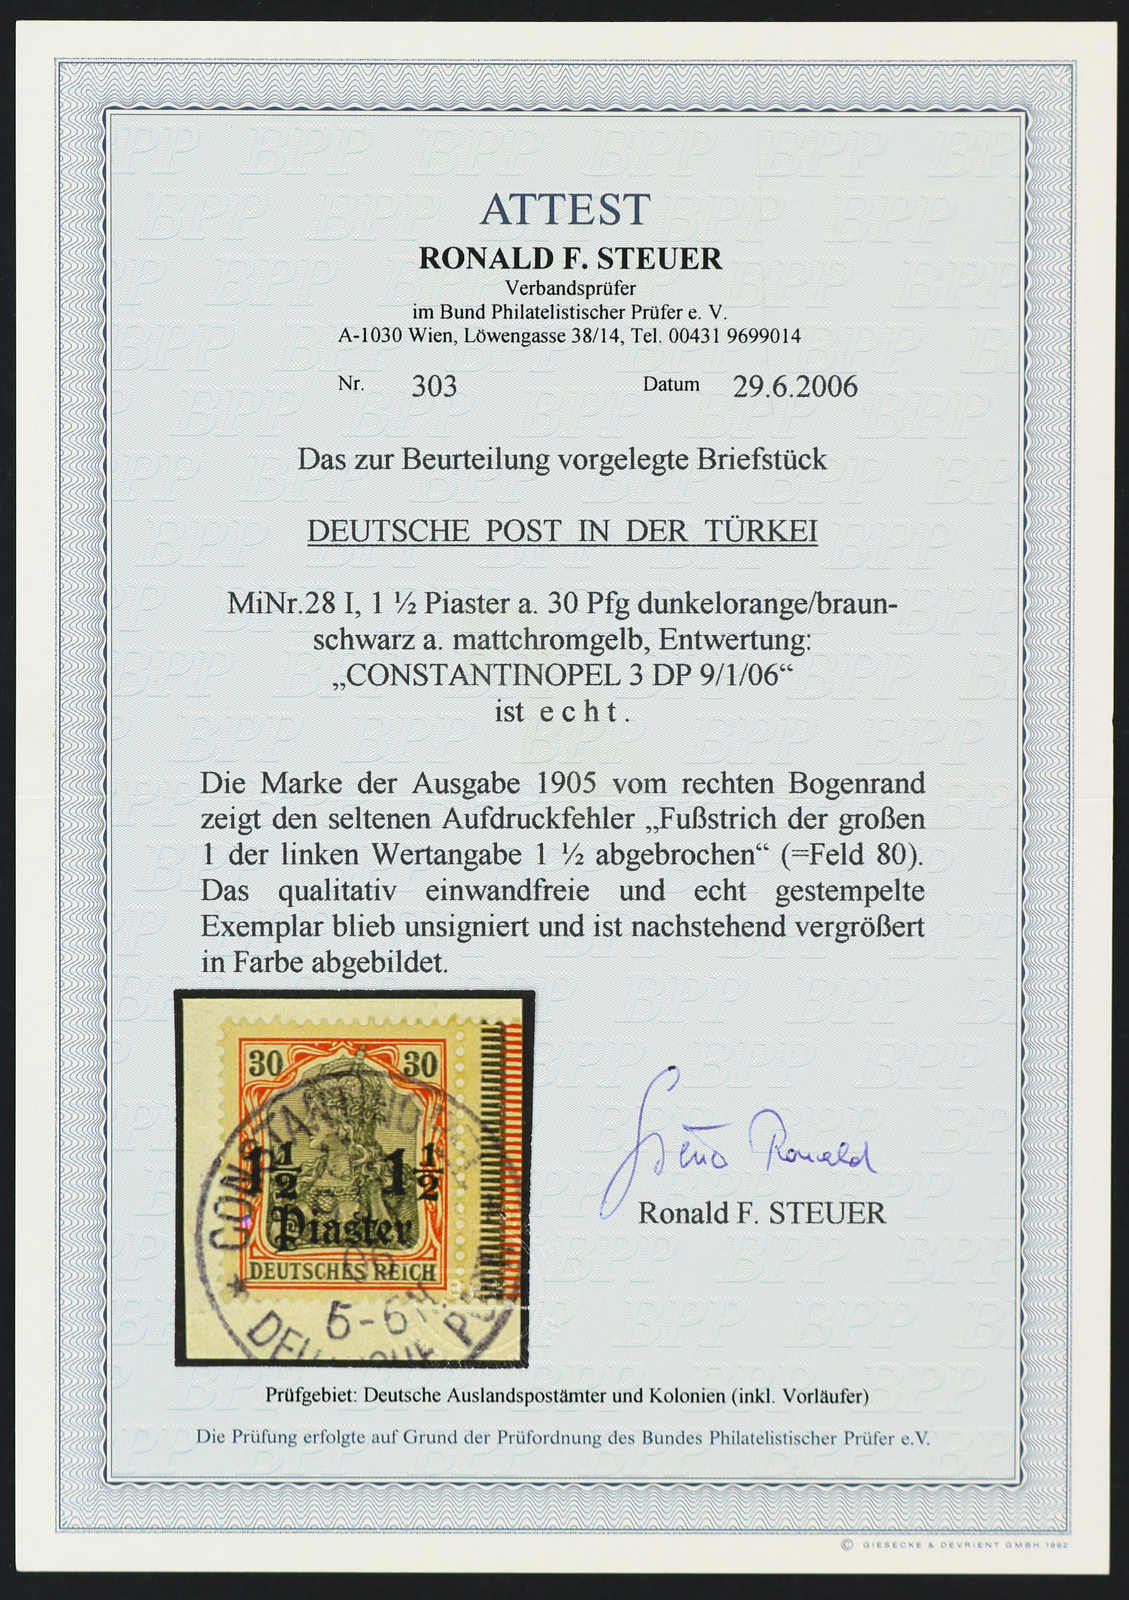 ATTEST
RONALD F. STEUER
Verbandsprüfer
im Bund Philatelistischer Prüfer e. V.
A-1030 Wien, Löwengasse 38/14, Tel. 00431 9699014
Nr. 303 Datum 29.6.2006
Das zur Beurteilung vorgelegte Briefstück
DEUTSCHE POST IN DER TÜRKEI
MiNr.28 I, 1 ½ Piaster a. 30 Pfg dunkelorange/braun-
schwarz a. mattchromgelb, Entwertung:
„CONSTANTINOPEL 3 DP 9/1/06“
ist e c h t .
Die Marke der Ausgabe 1905 vom rechten Bogenrand
zeigt den seltenen Aufdruckfehler „Fußstrich der großen
1 der linken Wertangabe 1 ½ abgebrochen“ (=Feld 80).
Das qualitativ einwandfreie und echt gestempelte
Exemplar blieb unsigniert und ist nachstehend vergrößert
in Farbe abgebildet.
30 30
1½ 1½
Piaster
DEUTSCHES REICH
06
5-6N
Ronald
Ronald F. STEUER
Prüfgebiet: Deutsche Auslandspostämter und Kolonien (inkl. Vorläufer)
Die Prüfung erfolgte auf Grund der Prüfordnung des Bundes Philatelistischer Prüfer e.V.
© GIESECKE & DEVRIENT GMBH 1992